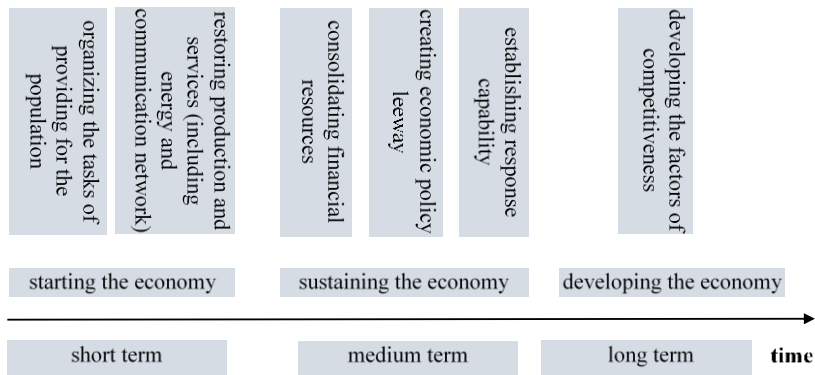 organizing the tasks of
providing for the
population
restoring production and
services (including
energy and
communication network)
consolidating financial
resources
creating economic policy
leeway
establishing response
capability
developing the factors of
competitiveness
starting the economy
sustaining the economy
developing the economy
short term
medium term
long term
time